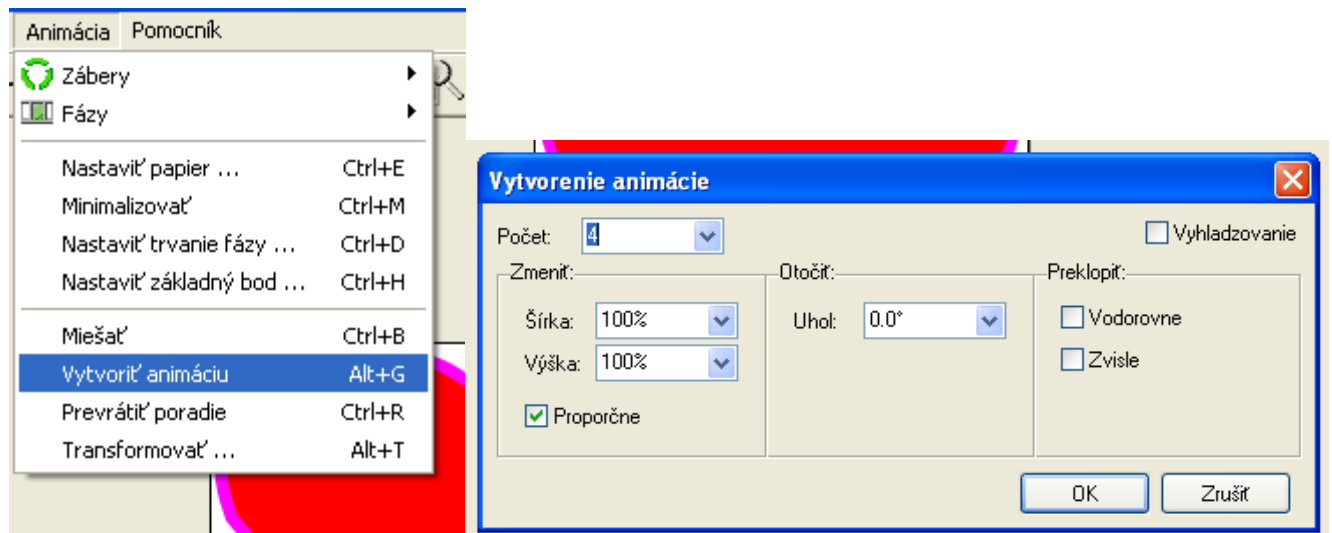 Animácia Pomocník
Zábery
Fázy
Nastaviť papier ... Ctrl+E
Minimalizovať Ctrl+M
Nastaviť trvanie fázy ... Ctrl+D
Nastaviť základný bod ... Ctrl+H
Miešať Ctrl+B
Vytvoriť animáciu Alt+G
Prevrátiť poradie Ctrl+R
Transformovať ... Alt+T
Vytvorenie animácie
Počet: 4 Vyhladzovanie
Zmeniť: Otočiť: Preklopiť:
Šírka: 100% Uhol: 0.0° Vodorovne
Výška: 100% Zvisle
Proporčne
OK Zrušiť